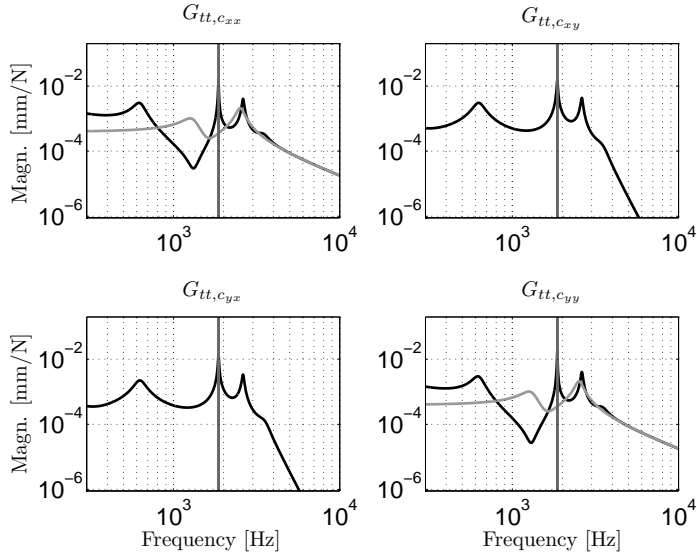 G_{tt,c_{xx}} G_{tt,c_{xy}}
Magn. [mm/N]
10^{-2} 10^{-2}
10^{-4} 10^{-4}
10^{-6} 10^{-6}
10^3 10^4 10^3 10^4
G_{tt,c_{yx}} G_{tt,c_{yy}}
Magn. [mm/N]
10^{-2} 10^{-2}
10^{-4} 10^{-4}
10^{-6} 10^{-6}
10^3 10^4 10^3 10^4
Frequency [Hz] Frequency [Hz]